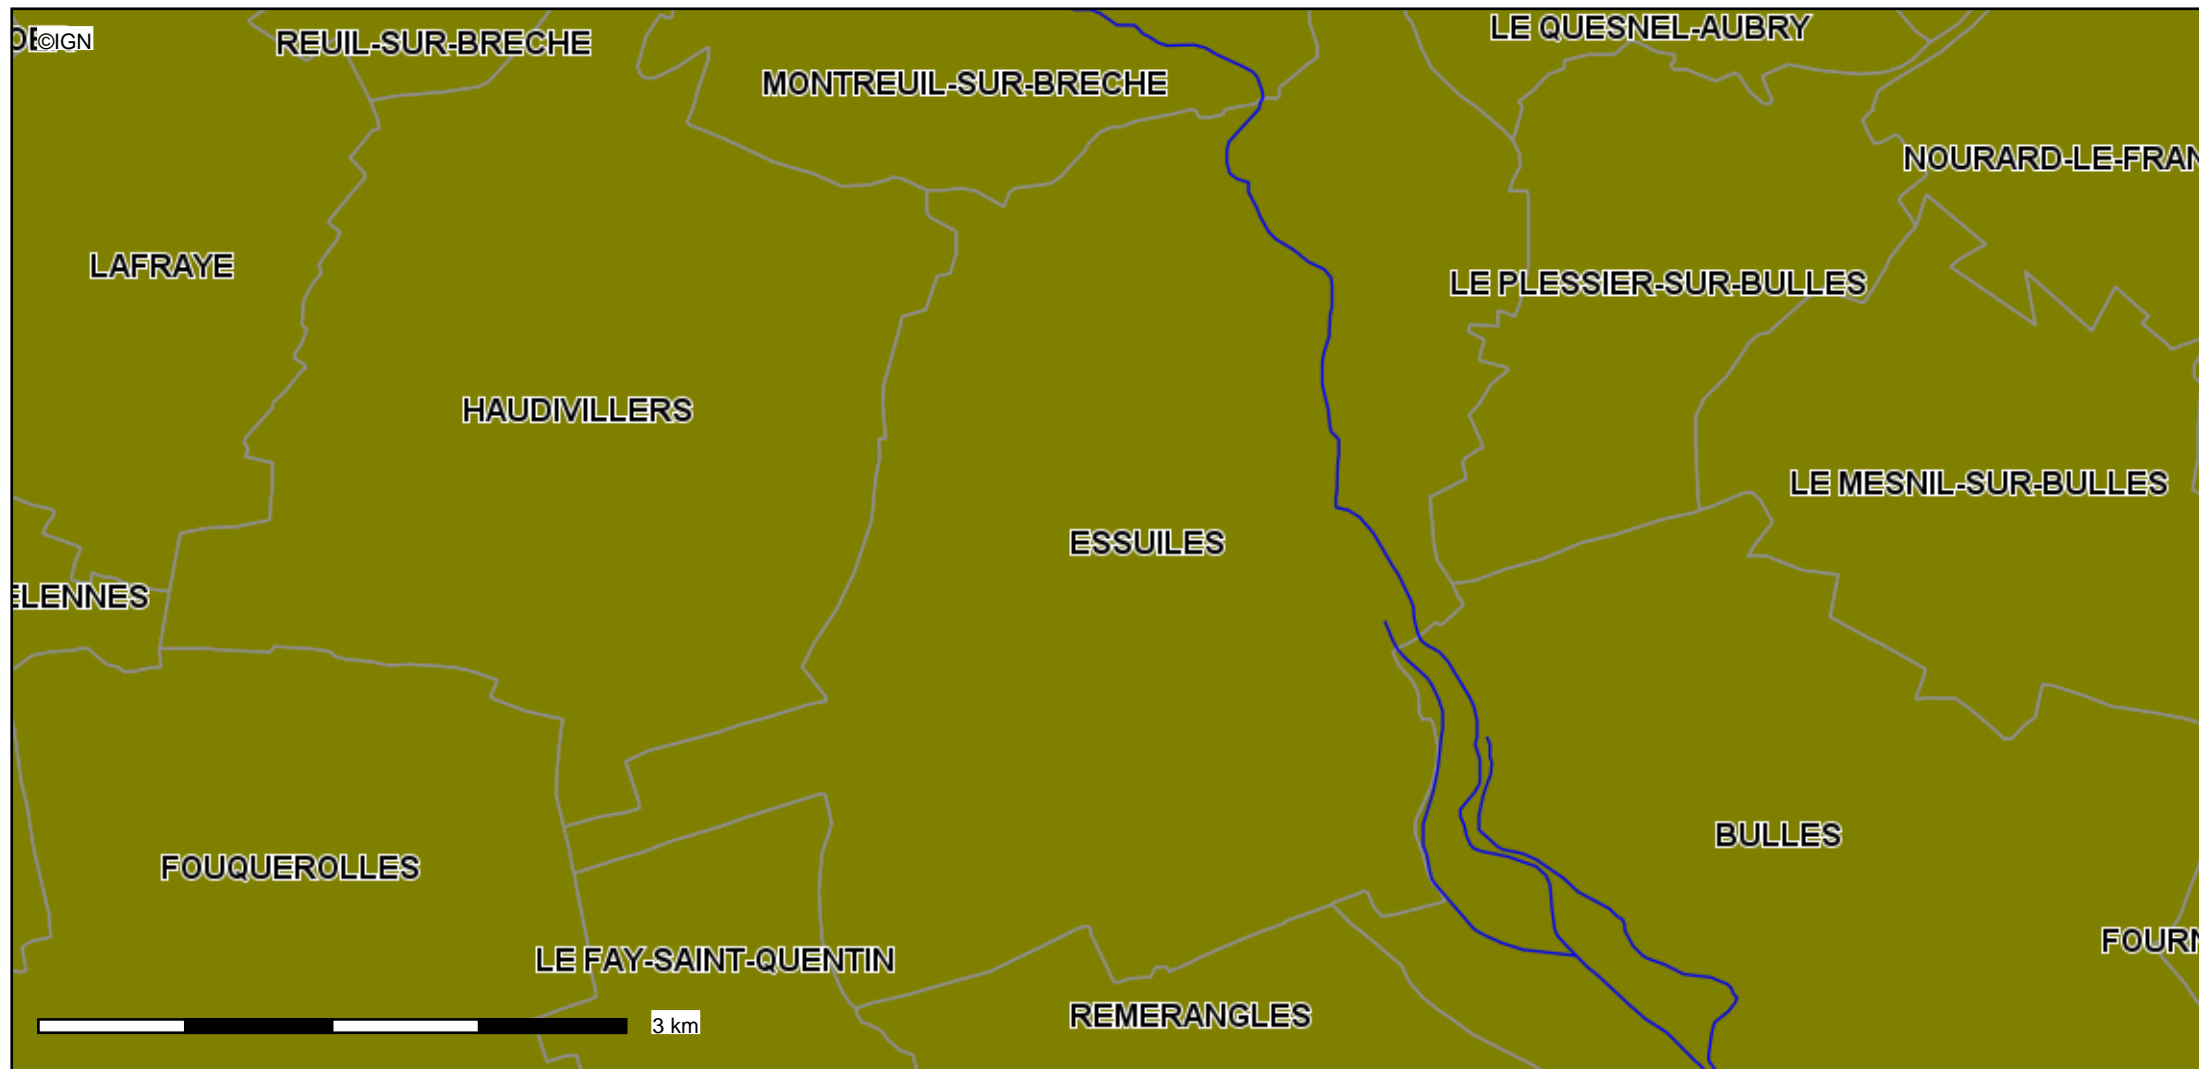 ©IGN
REUIL-SUR-BRECHE
LE QUESNEL-AUBRY
MONTREUIL-SUR-BRECHE
NOURARD-LE-FRAN
LAFRAYE
LE PLESSIER-SUR-BULLES
HAUDIVILLERS
LE MESNIL-SUR-BULLES
ESSUILES
ELENNES
BULLES
FOUQUEROLLES
FOURN
LE FAY-SAINT-QUENTIN
REMERANGLES
3 km